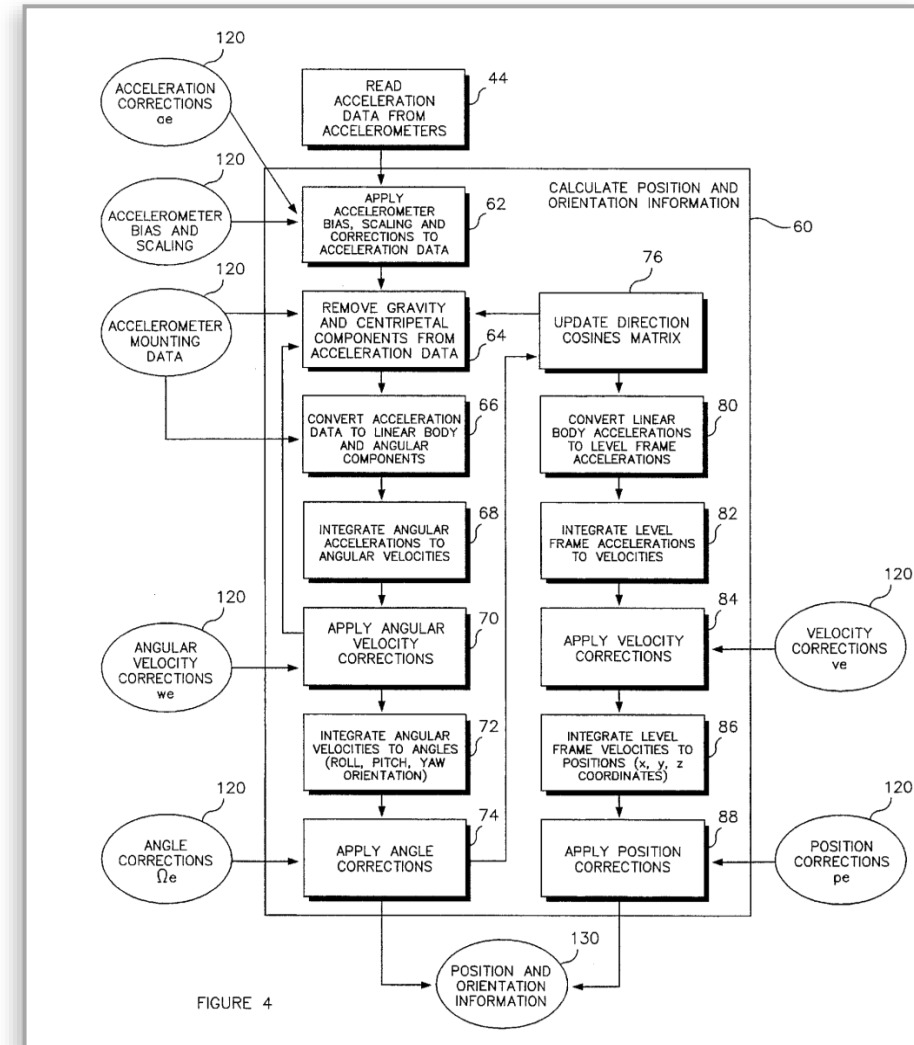 120
ACCELERATION
CORRECTIONS
ae
READ
ACCELERATION
DATA FROM
ACCELEROMETERS
44
CALCULATE POSITION AND
ORIENTATION INFORMATION
60
120
ACCELEROMETER
BIAS AND
SCALING
APPLY
ACCELEROMETER
BIAS, SCALING AND
CORRECTIONS TO
ACCELERATION DATA
62
120
ACCELEROMETER
MOUNTING
DATA
REMOVE GRAVITY
AND CENTRIPETAL
COMPONENTS FROM
ACCELERATION DATA
64
76
UPDATE DIRECTION
COSINES MATRIX
CONVERT ACCELERATION
DATA TO LINEAR BODY
AND ANGULAR
COMPONENTS
66
CONVERT LINEAR
BODY ACCELERATIONS
TO LEVEL FRAME
ACCELERATIONS
80
INTEGRATE ANGULAR
ACCELERATIONS TO
ANGULAR VELOCITIES
68
INTEGRATE LEVEL
FRAME ACCELERATIONS
TO VELOCITIES
82
120
ANGULAR
VELOCITY
CORRECTIONS
we
APPLY ANGULAR
VELOCITY
CORRECTIONS
70
APPLY VELOCITY
CORRECTIONS
84
120
VELOCITY
CORRECTIONS
ve
INTEGRATE ANGULAR
VELOCITIES TO ANGLES
(ROLL, PITCH, YAW
ORIENTATION)
72
INTEGRATE LEVEL
FRAME VELOCITIES TO
POSITIONS (x, y, z
COORDINATES)
86
120
ANGLE
CORRECTIONS
Ωe
APPLY ANGLE
CORRECTIONS
74
APPLY POSITION
CORRECTIONS
88
120
POSITION
CORRECTIONS
pe
130
POSITION AND
ORIENTATION
INFORMATION
FIGURE 4